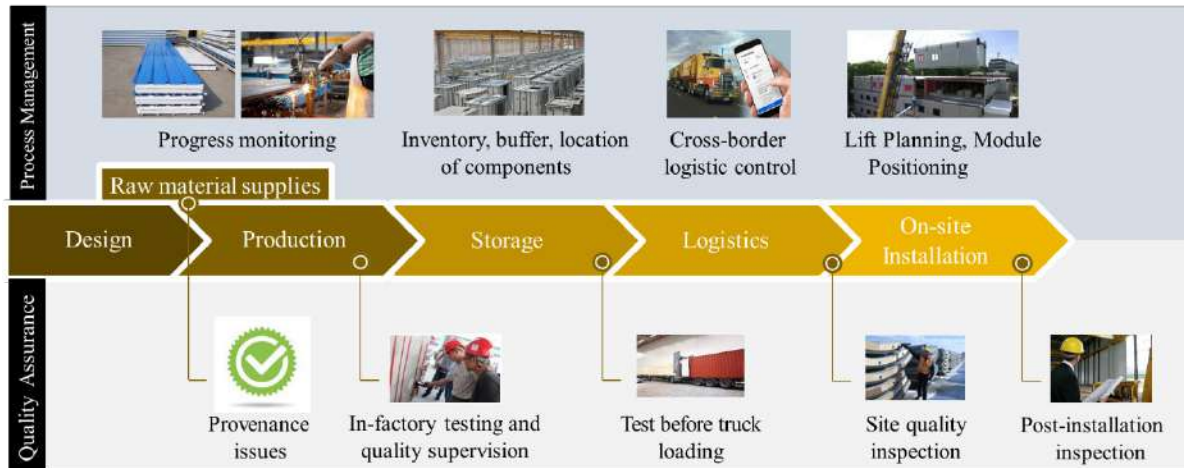 Process Management
Progress monitoring
Inventory, buffer, location
of components
Cross-border
logistic control
Lift Planning, Module
Positioning
Raw material supplies
Design
Production
Storage
Logistics
On-site
Installation
Quality Assurance
Provenance
issues
In-factory testing and
quality supervision
Test before truck
loading
Site quality
inspection
Post-installation
inspection